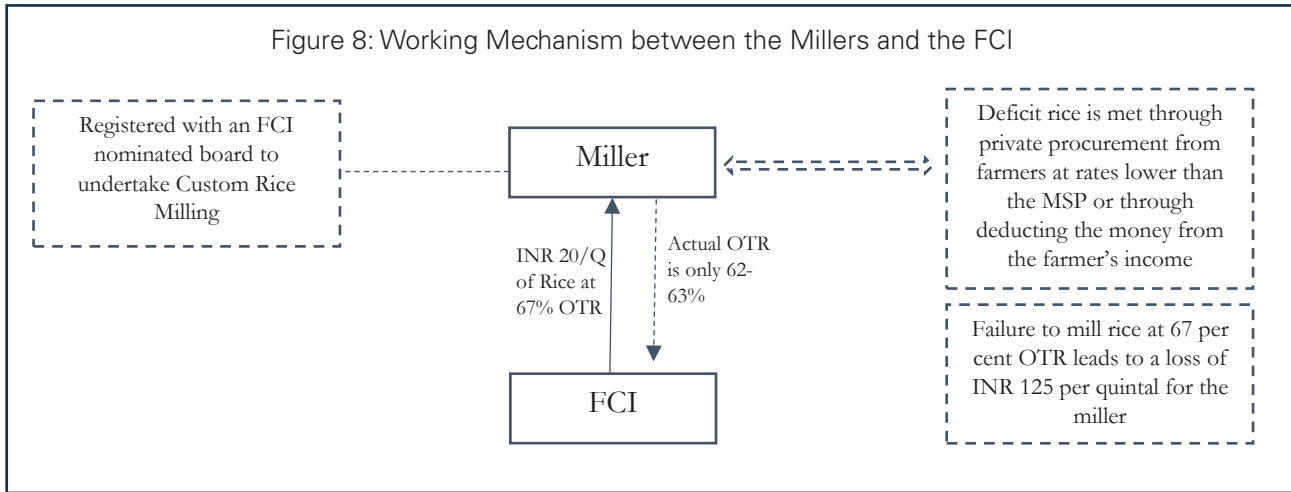 Figure 8: Working Mechanism between the Millers and the FCI
Registered with an FCI
nominated board to
undertake Custom Rice
Milling
Miller
Deficit rice is met through
private procurement from
farmers at rates lower than
the MSP or through
deducting the money from
the farmer's income
INR 20/Q
of Rice at
67% OTR
Actual OTR
is only 62-
63%
FCI
Failure to mill rice at 67 per
cent OTR leads to a loss of
INR 125 per quintal for the
miller